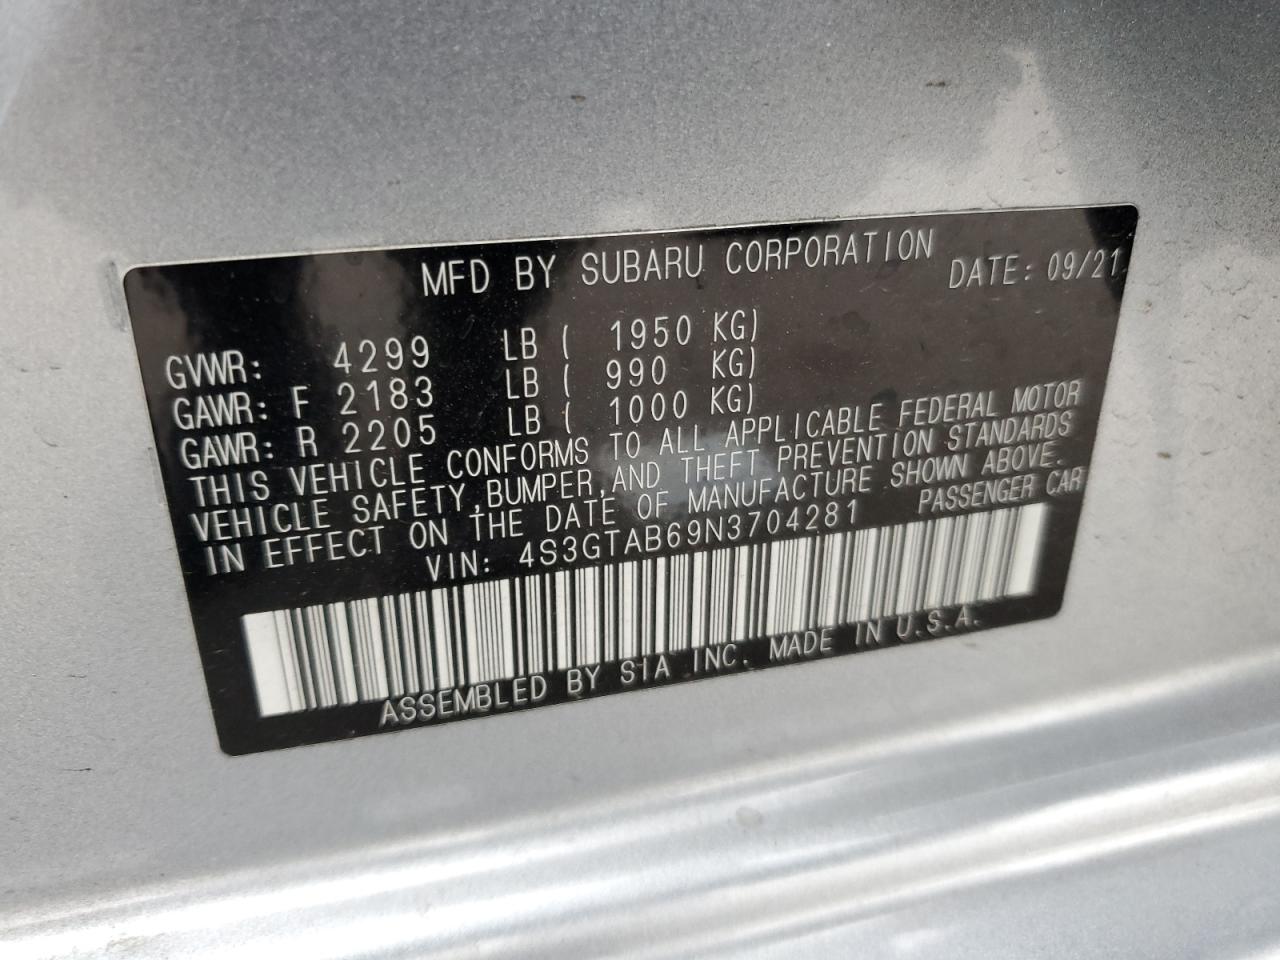 MFD BY SUBARU CORPORATION DATE: 09/21
GVWR: 4299 LB ( 1950 KG)
GAWR: F 2183 LB ( 990 KG)
GAWR: R 2205 LB ( 1000 KG)
THIS VEHICLE CONFORMS TO ALL APPLICABLE FEDERAL MOTOR
VEHICLE SAFETY,BUMPER,AND THEFT PREVENTION STANDARDS
IN EFFECT ON THE DATE OF MANUFACTURE SHOWN ABOVE.
VIN: 4S3GTAB69N3704281 PASSENGER CAR
ASSEMBLED BY SIA INC. MADE IN U.S.A.